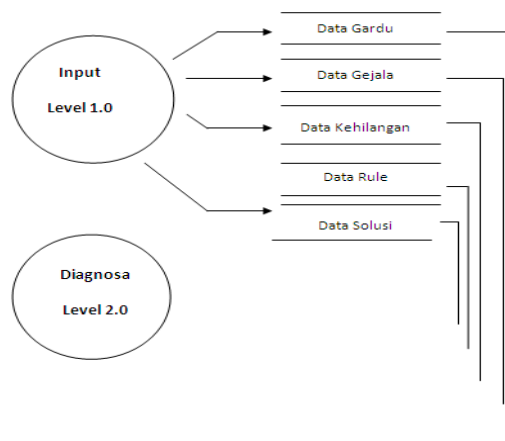 Input
Level 1.0
Data Gardu
Data Gejala
Data Kehilangan
Data Rule
Data Solusi
Diagnosa
Level 2.0